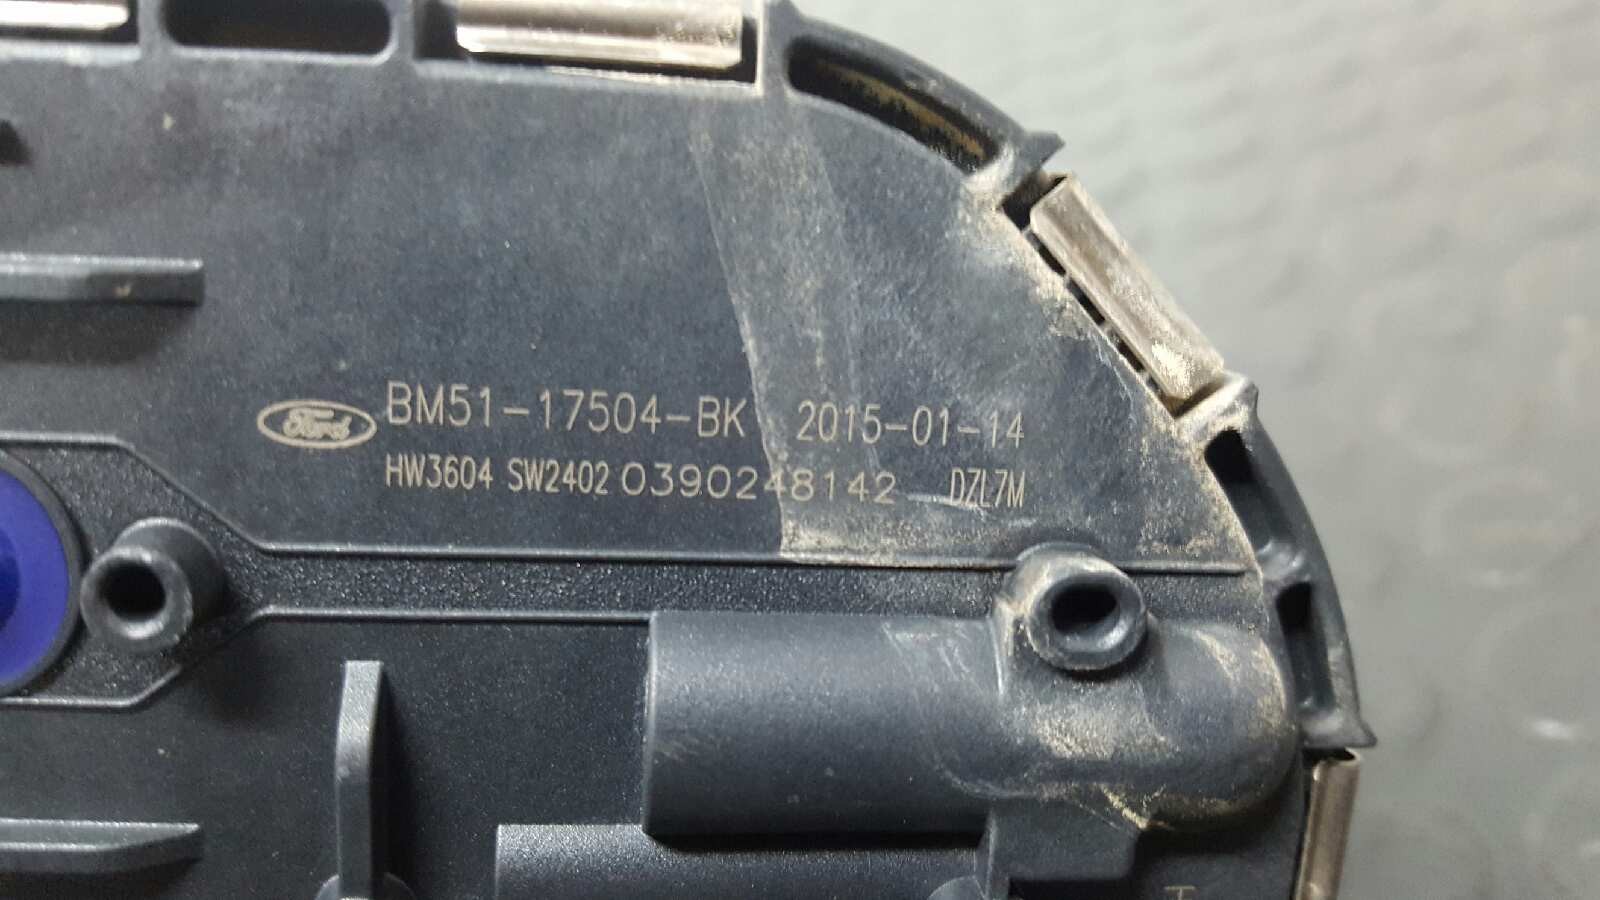 Ford BM51-17504-BK 2015-01-14
HW3604 SW2402 0390248142 DZL7M